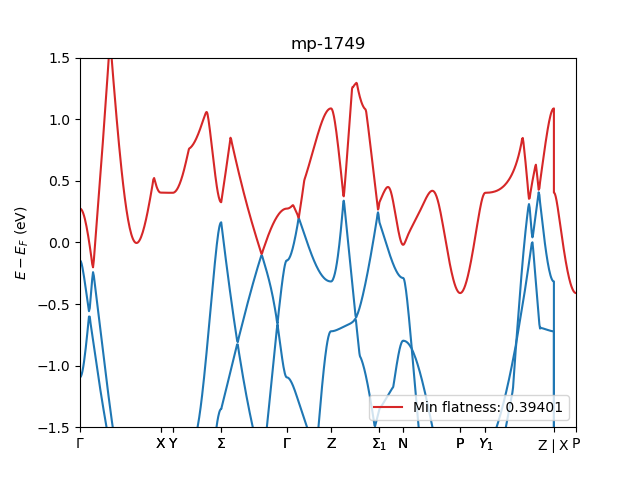 mp-1749
E − E_F (eV)
1.5
1.0
0.5
0.0
−0.5
−1.0
−1.5
Min flatness: 0.39401
Γ X Y Σ Γ Z Σ₁ N P Y₁ Z | X P